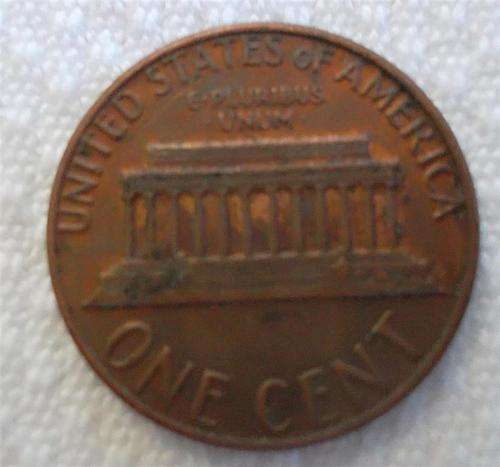 UNITED STATES OF AMERICA
E·PLURIBUS
UNUM
ONE CENT